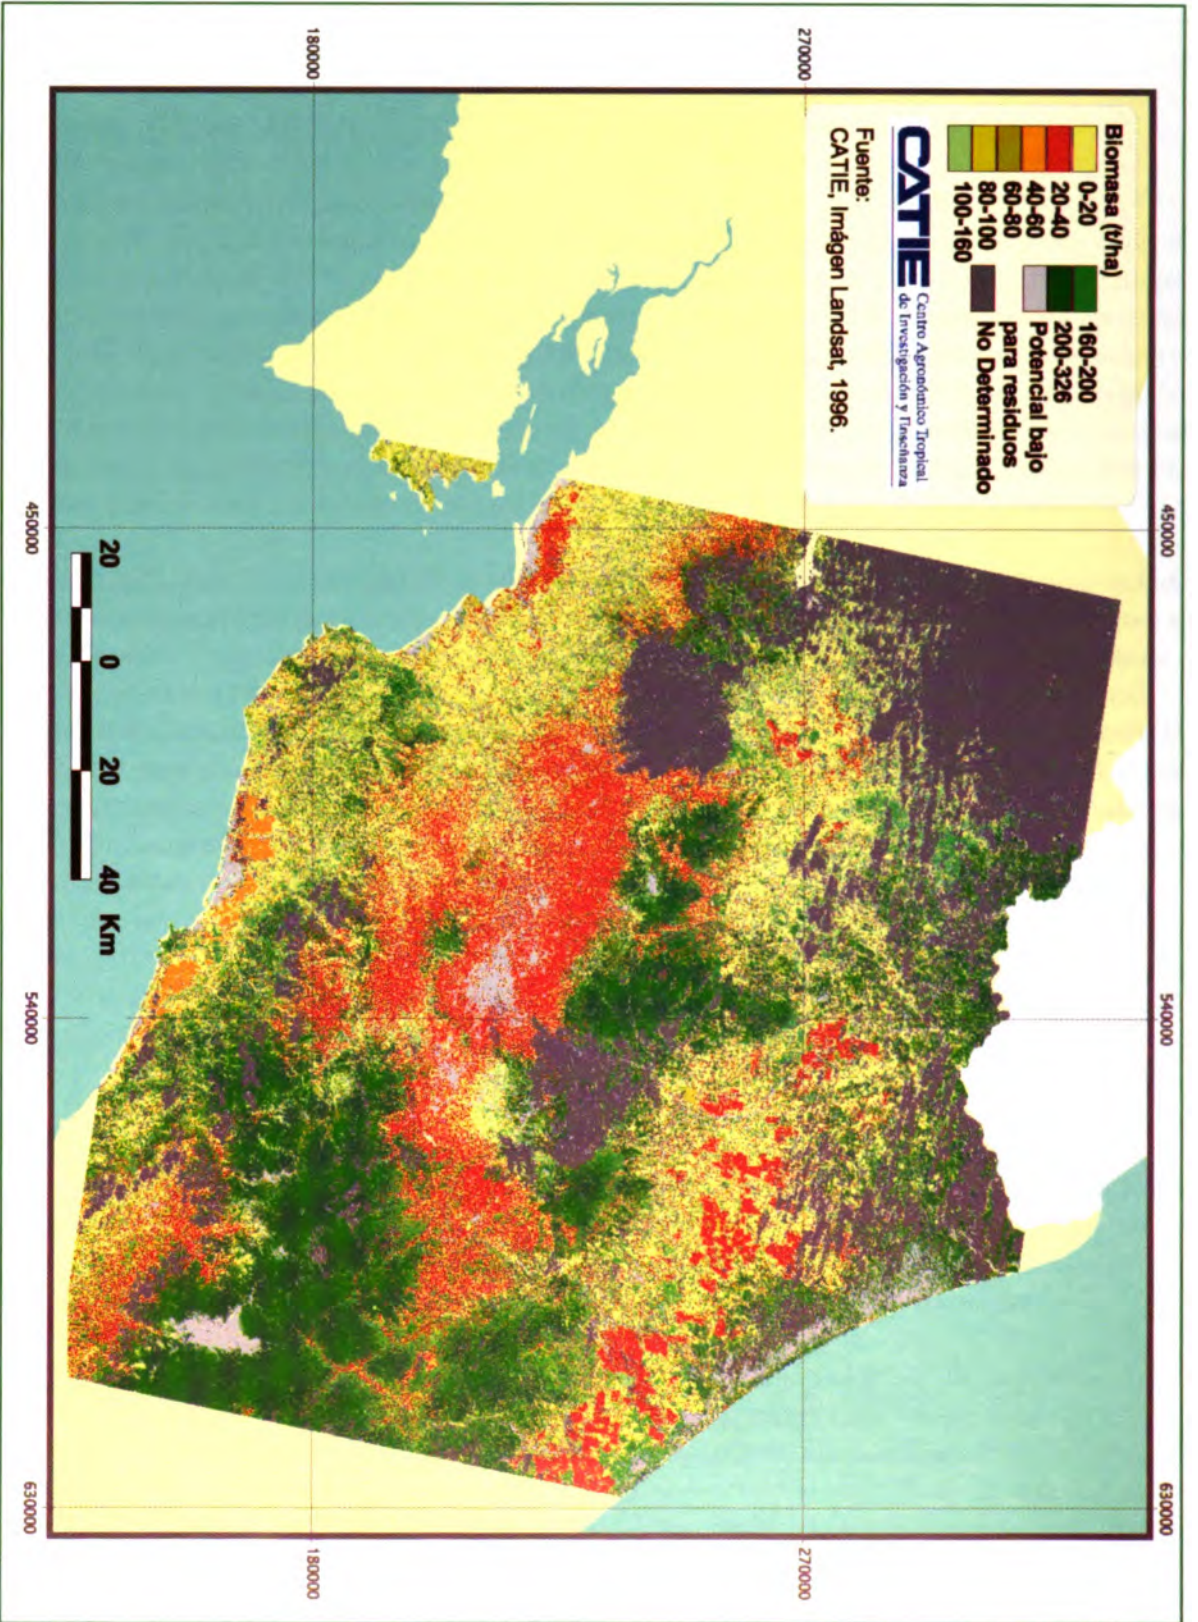 Biomasa (t/ha)
0-20
20-40
40-60
60-80
80-100
100-160
160-200
200-326
Potencial bajo
para residuos
No Determinado
CATIE
Centro Agronómico Tropical
de Investigación y Enseñanza
Fuente:
CATIE, Imágen Landsat, 1996.
450000
540000
630000
270000
270000
180000
180000
450000
540000
630000
20 0 20 40 Km